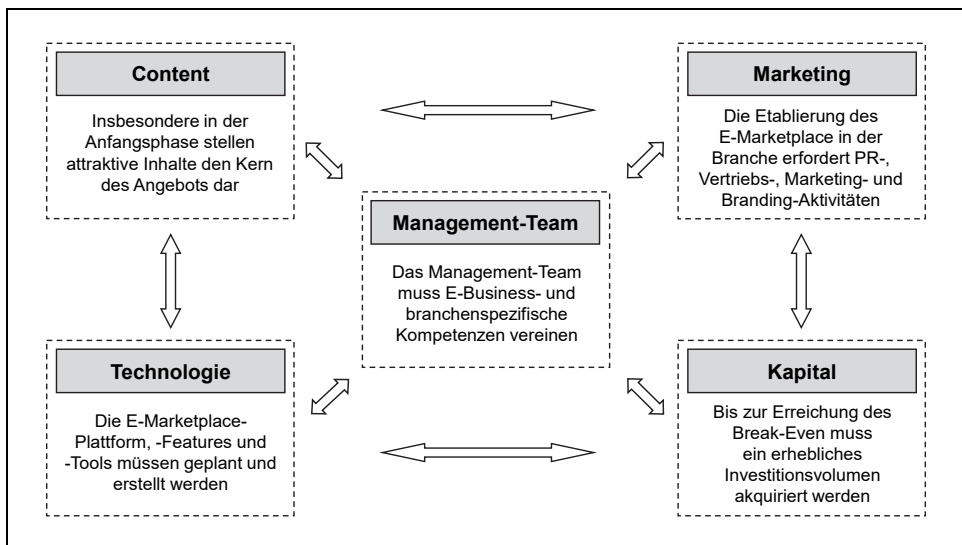 Content
Insbesondere in der
Anfangsphase stellen
attraktive Inhalte den Kern
des Angebots dar
Marketing
Die Etablierung des
E-Marketplace in der
Branche erfordert PR-,
Vertriebs-, Marketing- und
Branding-Aktivitäten
Management-Team
Das Management-Team
muss E-Business- und
branchenspezifische
Kompetenzen vereinen
Technologie
Die E-Marketplace-
Plattform, -Features und
-Tools müssen geplant und
erstellt werden
Kapital
Bis zur Erreichung des
Break-Even muss
ein erhebliches
Investitionsvolumen
akquiriert werden